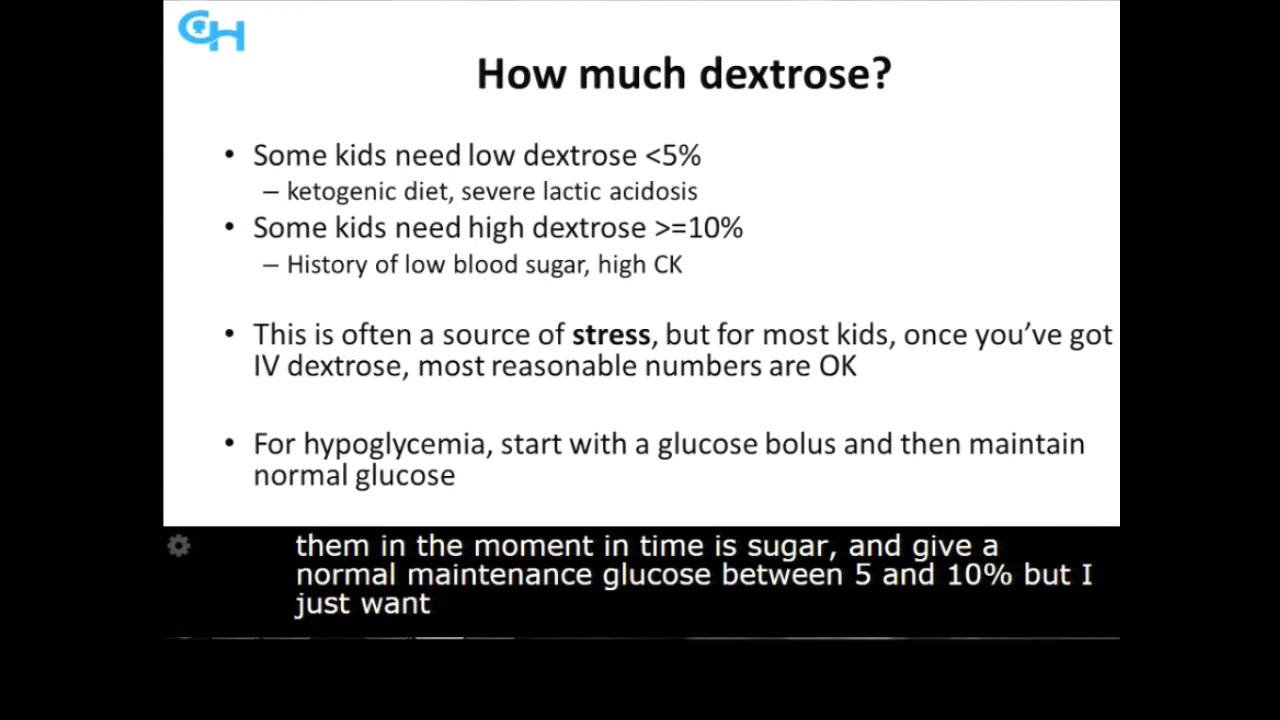 CH
How much dextrose?
• Some kids need low dextrose <5%
– ketogenic diet, severe lactic acidosis
• Some kids need high dextrose >=10%
– History of low blood sugar, high CK
• This is often a source of stress, but for most kids, once you’ve got
IV dextrose, most reasonable numbers are OK
• For hypoglycemia, start with a glucose bolus and then maintain
normal glucose
them in the moment in time is sugar, and give a
normal maintenance glucose between 5 and 10% but I
just want